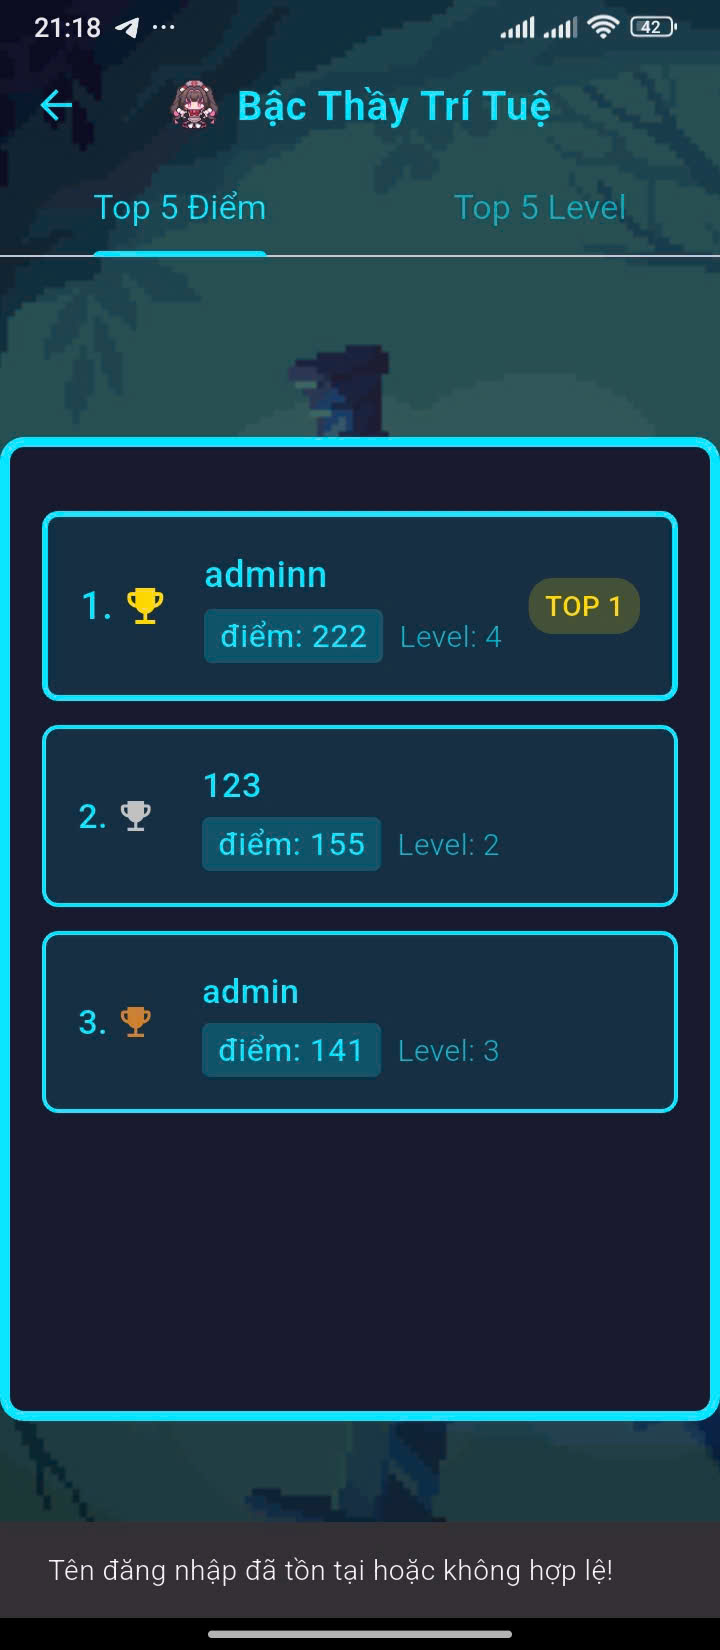 21:18 ... 42
Bậc Thầy Trí Tuệ
Top 5 Điểm Top 5 Level
1. adminn
điểm: 222 Level: 4 TOP 1
2. 123
điểm: 155 Level: 2
3. admin
điểm: 141 Level: 3
Tên đăng nhập đã tồn tại hoặc không hợp lệ!